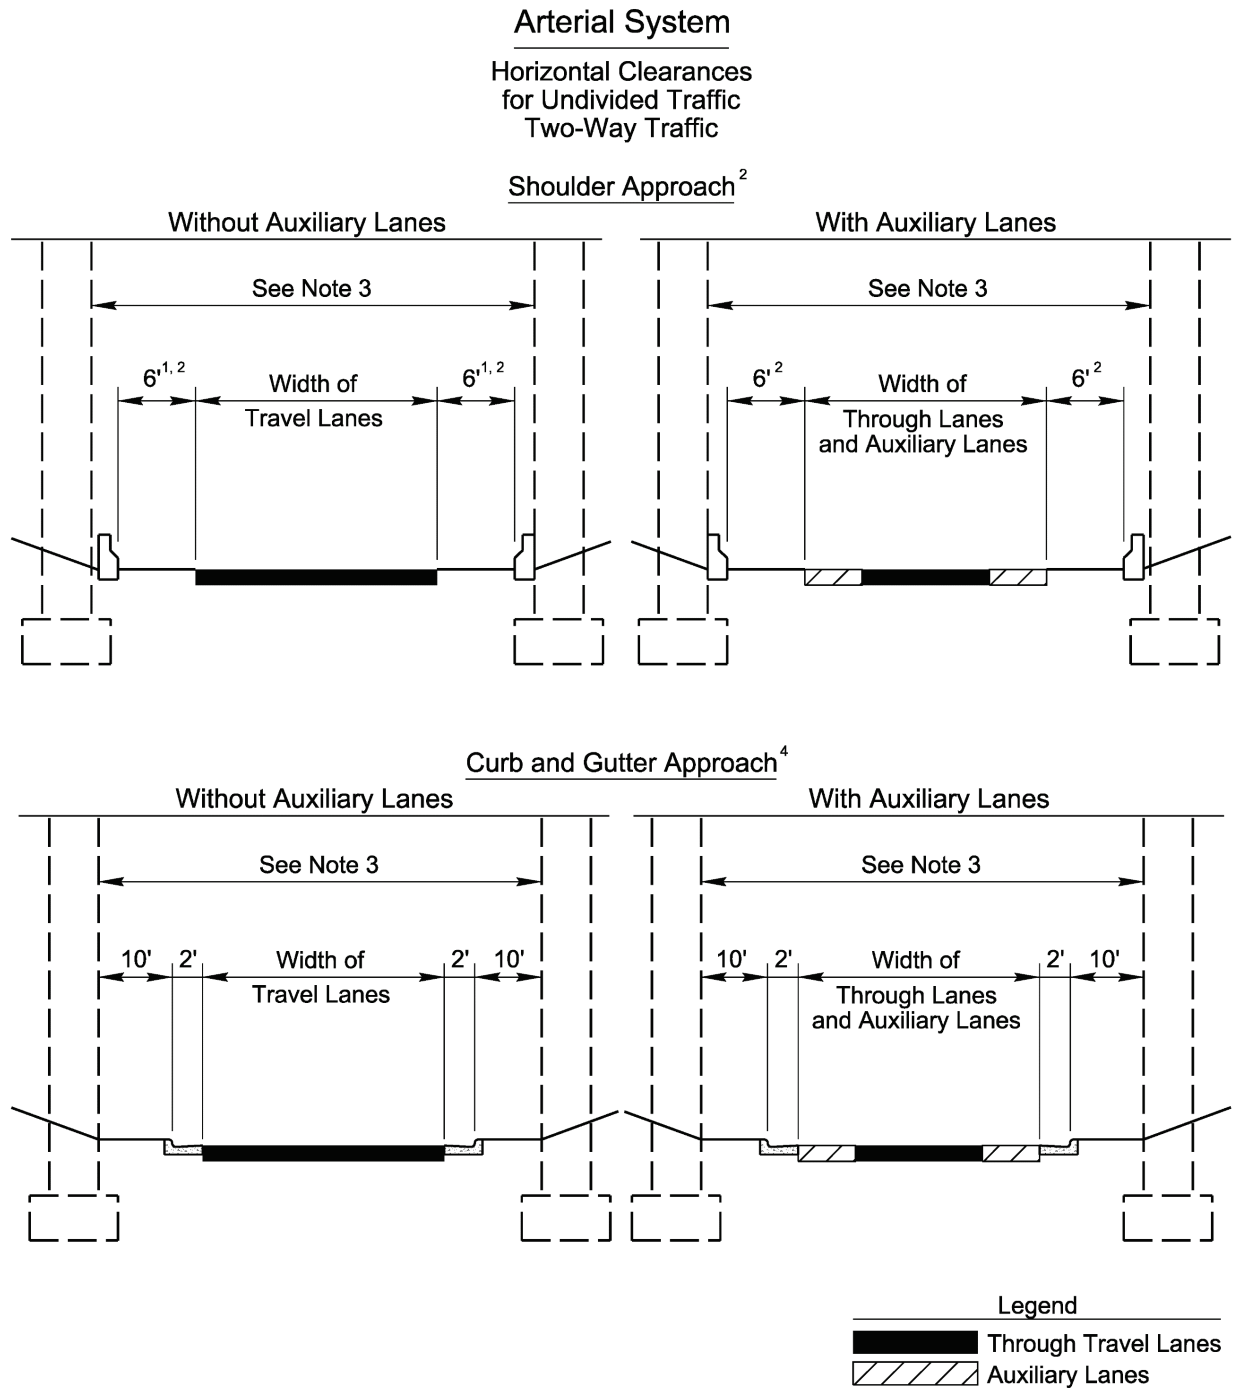 Arterial System
Horizontal Clearances
for Undivided Traffic
Two-Way Traffic
Shoulder Approach 2
Without Auxiliary Lanes
See Note 3
6' 1, 2
Width of
Travel Lanes
6' 1, 2
With Auxiliary Lanes
See Note 3
6' 2
Width of
Through Lanes
and Auxiliary Lanes
6' 2
Curb and Gutter Approach 4
Without Auxiliary Lanes
See Note 3
10'
2'
Width of
Travel Lanes
2'
10'
With Auxiliary Lanes
See Note 3
10'
2'
Width of
Through Lanes
and Auxiliary Lanes
2'
10'
Legend
Through Travel Lanes
Auxiliary Lanes